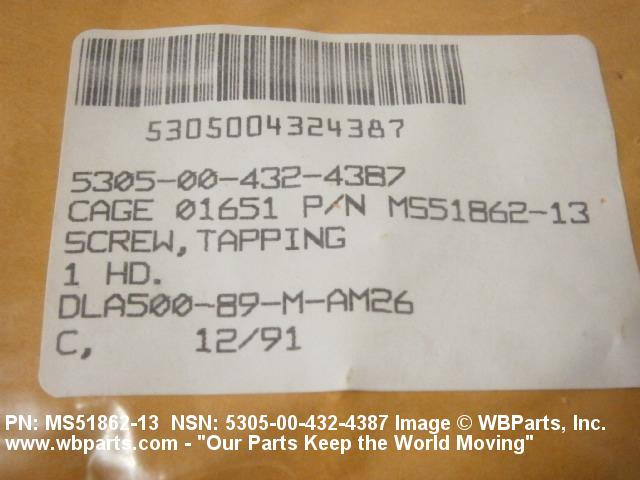 5305004324387
5305-00-432-4387
CAGE 01651 P/N MS51862-13
SCREW, TAPPING
1 HD.
DLA500-89-M-AM26
C, 12/91
PN: MS51862-13 NSN: 5305-00-432-4387 Image © WBParts, Inc.
www.wbparts.com - "Our Parts Keep the World Moving"